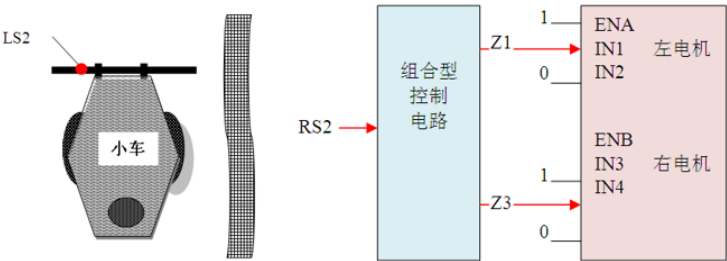 LS2
小车
RS2
组合型
控制
电路
Z1
Z3
1
0
1
0
ENA
IN1
左电机
IN2
ENB
IN3
右电机
IN4